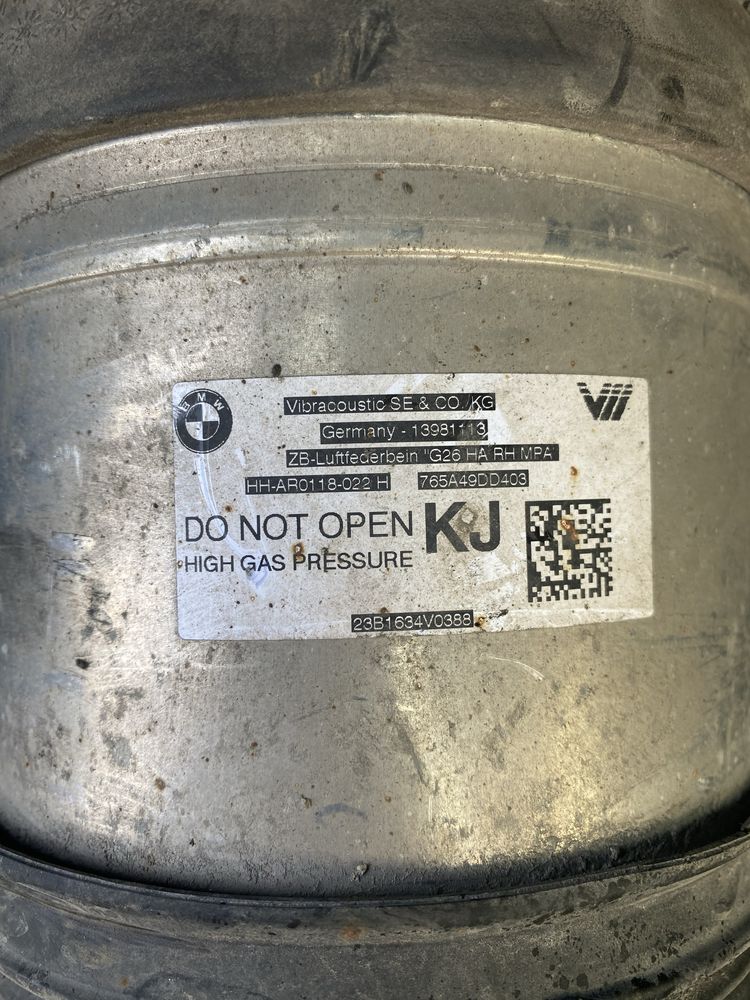 BMW
Vibracoustic SE & CO./KG
Germany - 13981113
ZB-Luftfederbein "G26 HA RH MPA"
HH-AR0118-022 H 765A49DD403
DO NOT OPEN KJ
HIGH GAS PRESSURE
23B1634V0388